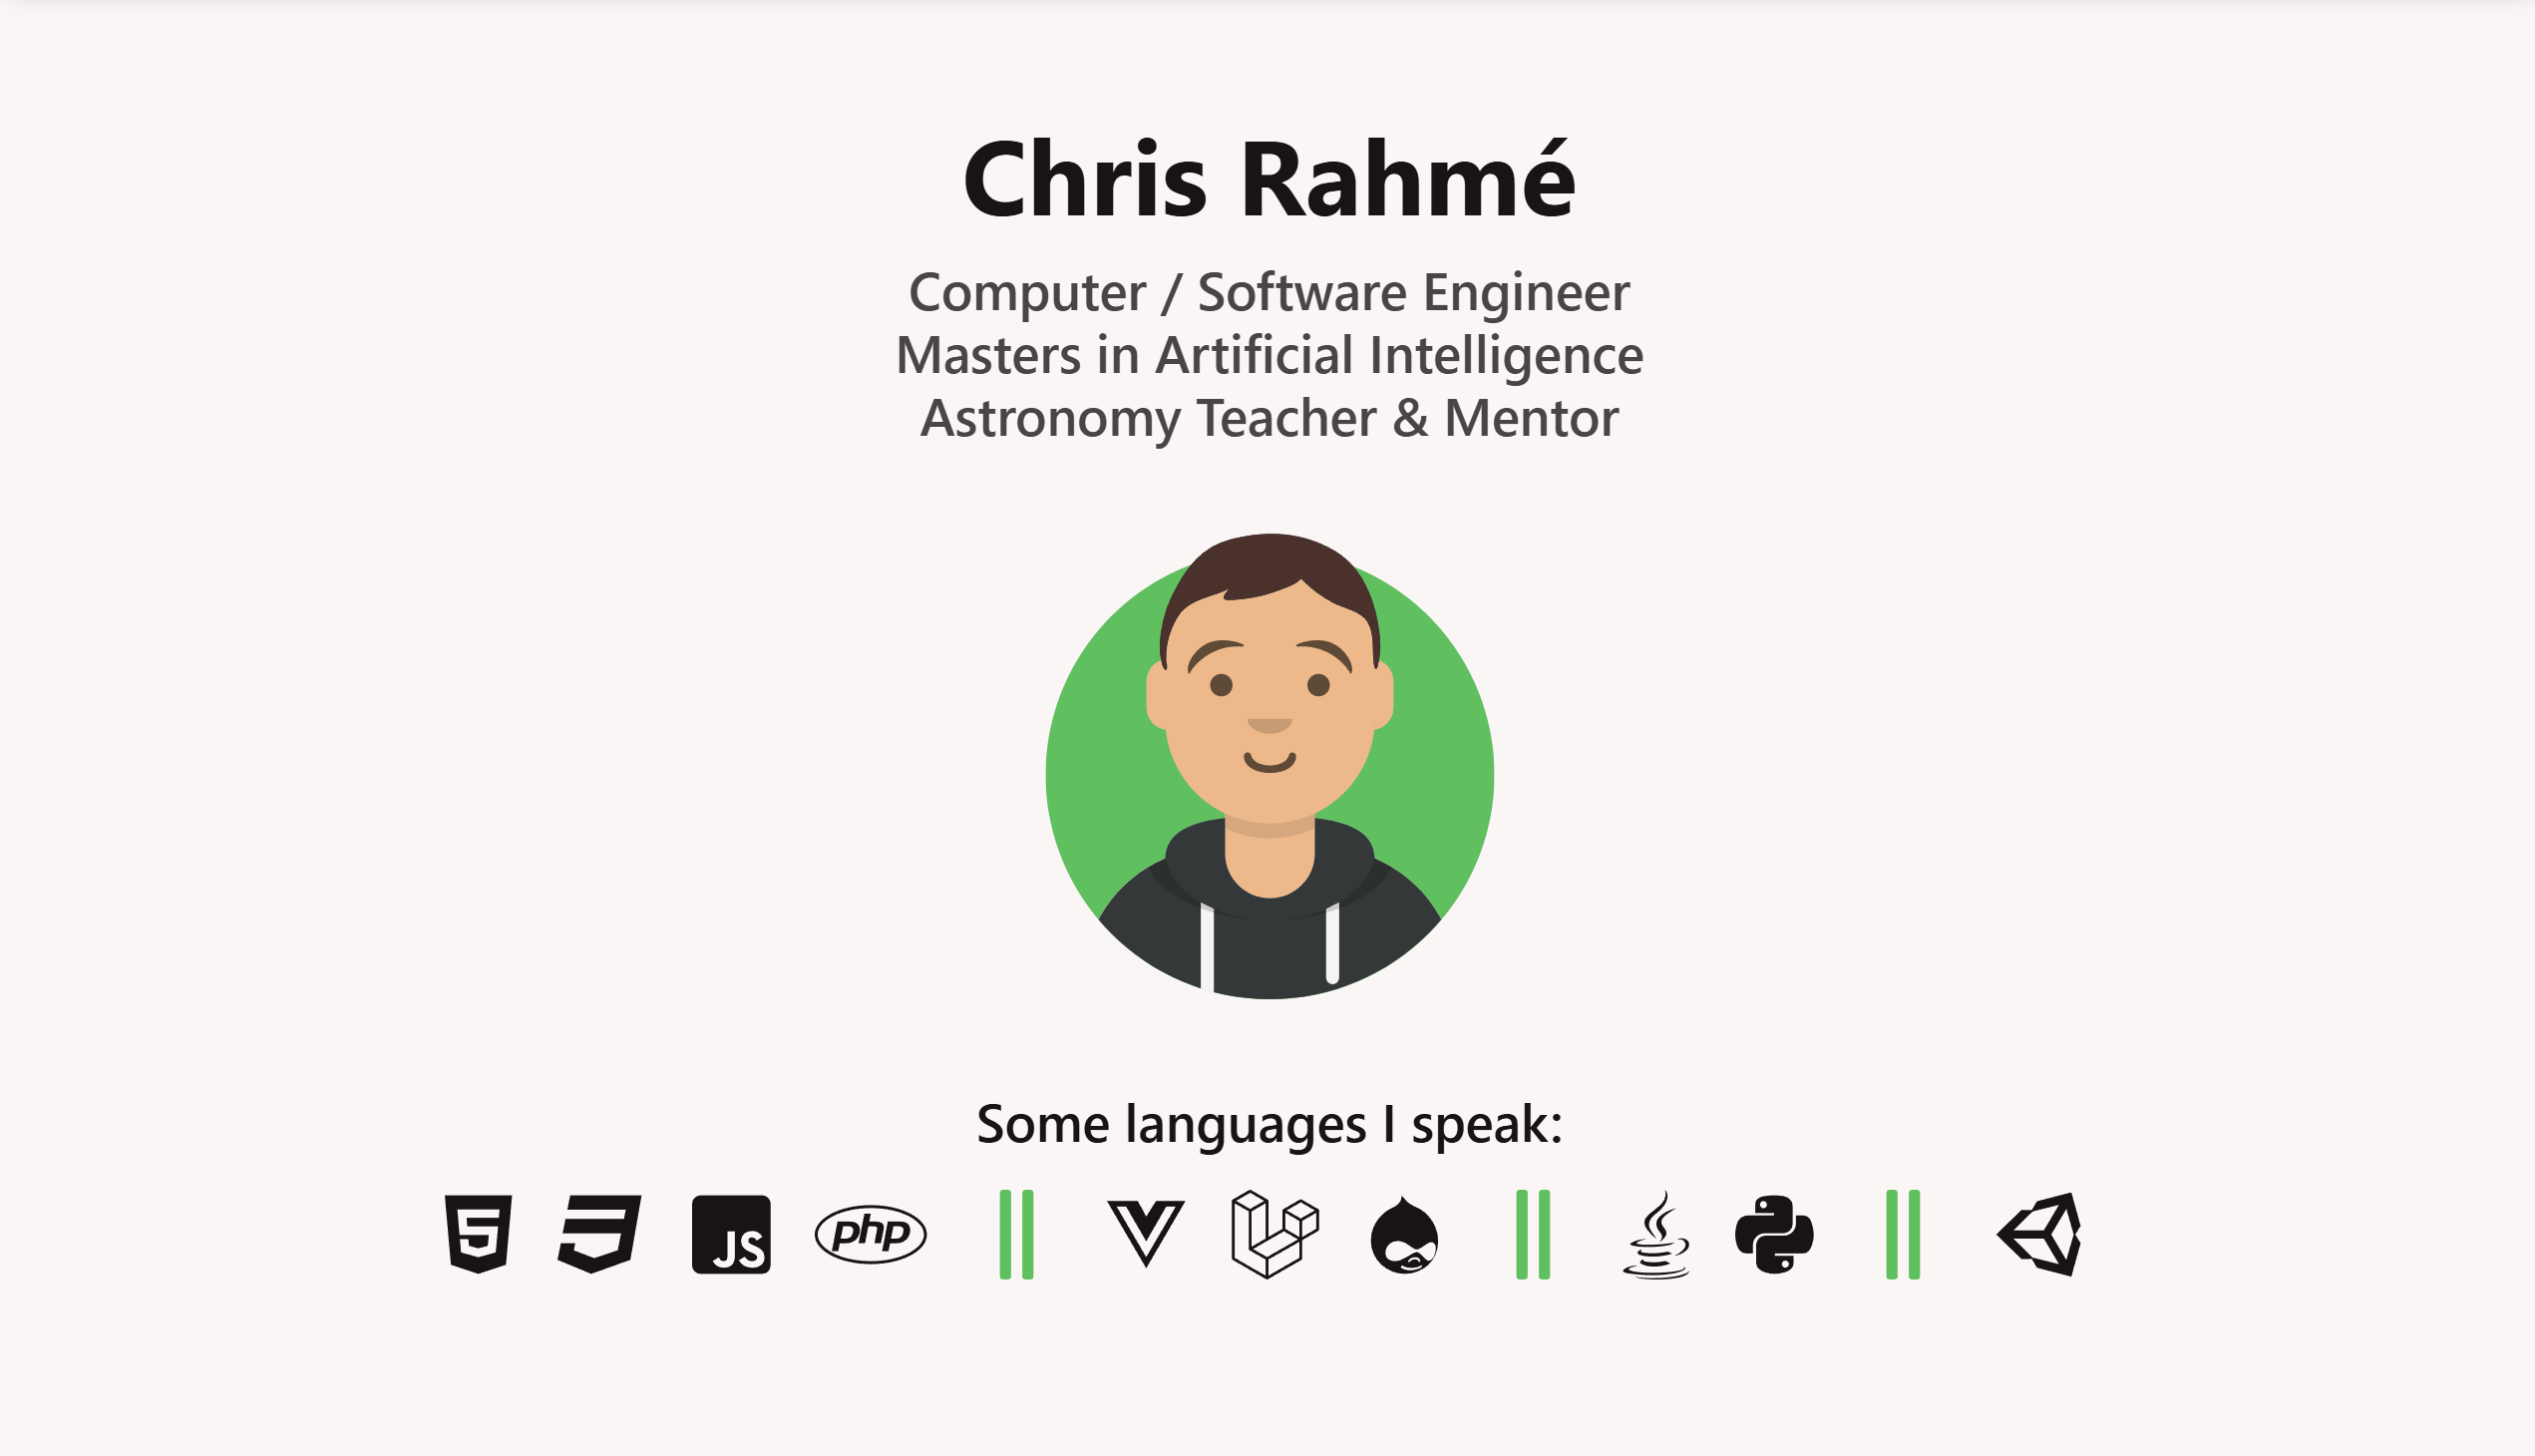 Chris Rahmé
Computer / Software Engineer
Masters in Artificial Intelligence
Astronomy Teacher & Mentor
Some languages I speak:
5 JS php